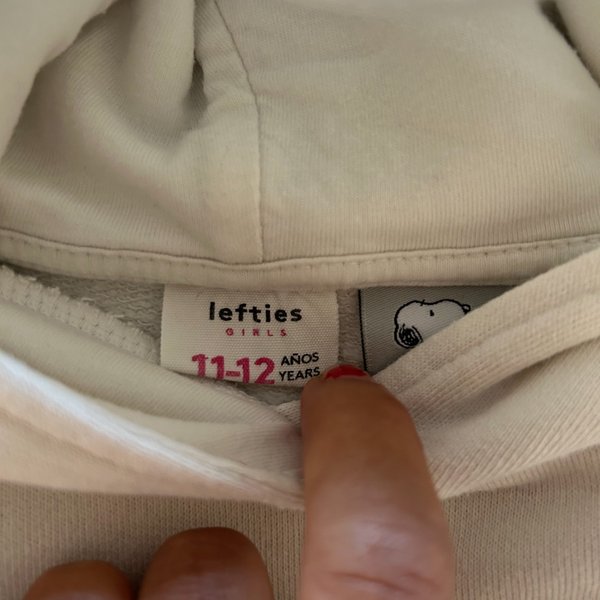 lefties
GIRLS
11-12 AÑOS
YEARS